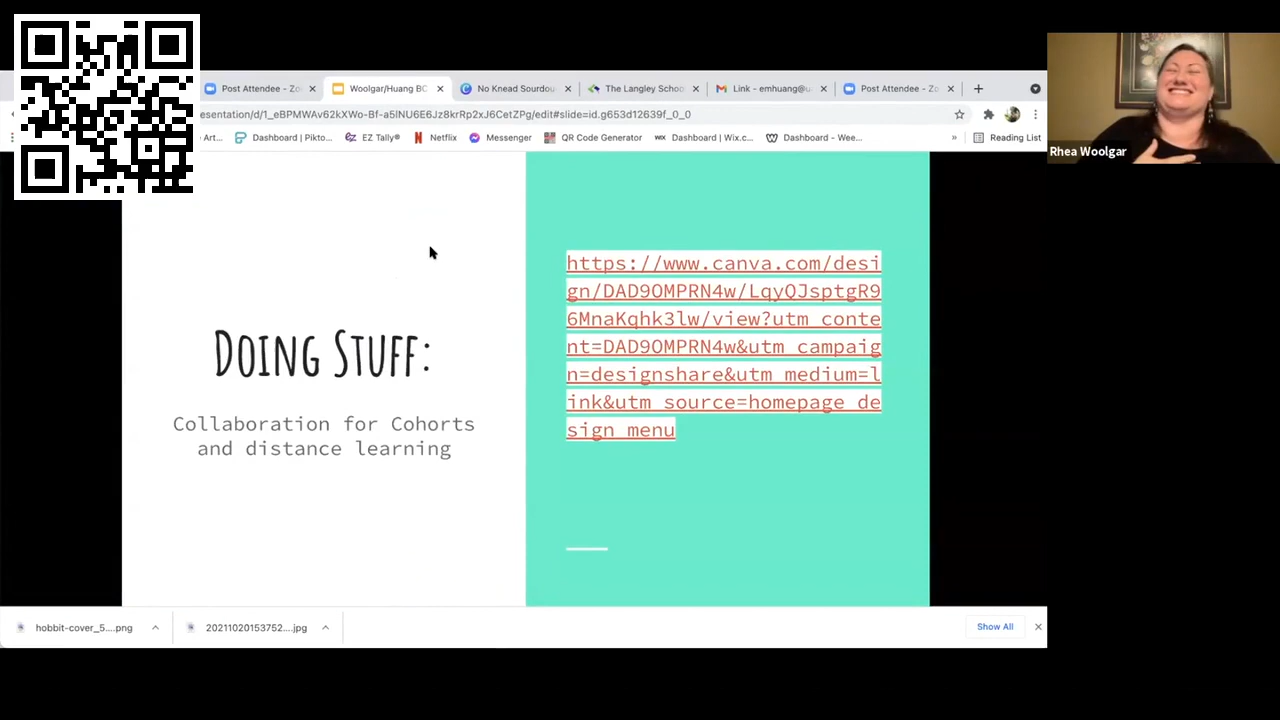 Post Attendee - Zo
Woolgar/Huang BC
No Knead Sourdou
The Langley Schoo
Link - emhuang@u
Post Attendee - Zo
esentation/d/1_eBPMWAv62kXWo-Bf-a5lNU6E6Jz8krRp2xJ6CetZPg/edit#slide=id.g653d12639f_0_0
Art...
Dashboard | Pikto...
EZ Tally®
Netflix
Messenger
QR Code Generator
Dashboard | Wix.c...
Dashboard - Wee...
»
Reading List
Rhea Woolgar
DOING STUFF:
Collaboration for Cohorts
and distance learning
https://www.canva.com/desi
gn/DAD9OMPRN4w/LqyQJsptgR9
6MnaKqhk3lw/view?utm_conte
nt=DAD9OMPRN4w&utm_campaig
n=designshare&utm_medium=l
ink&utm_source=homepage_de
sign_menu
hobbit-cover_5....png
20211020153752....jpg
Show All